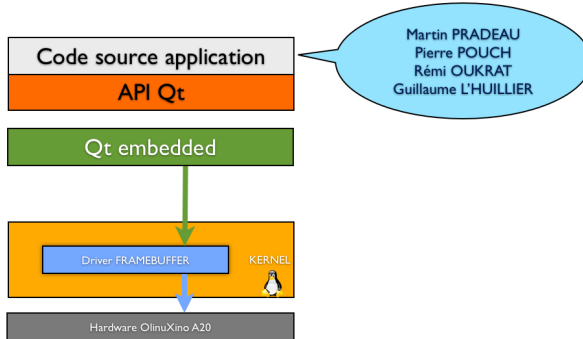 Code source application
API Qt
Martin PRADEAU
Pierre POUCH
Rémi OUKRAT
Guillaume L'HUILLIER
Qt embedded
Driver FRAMEBUFFER
KERNEL
Hardware OlinuXino A20